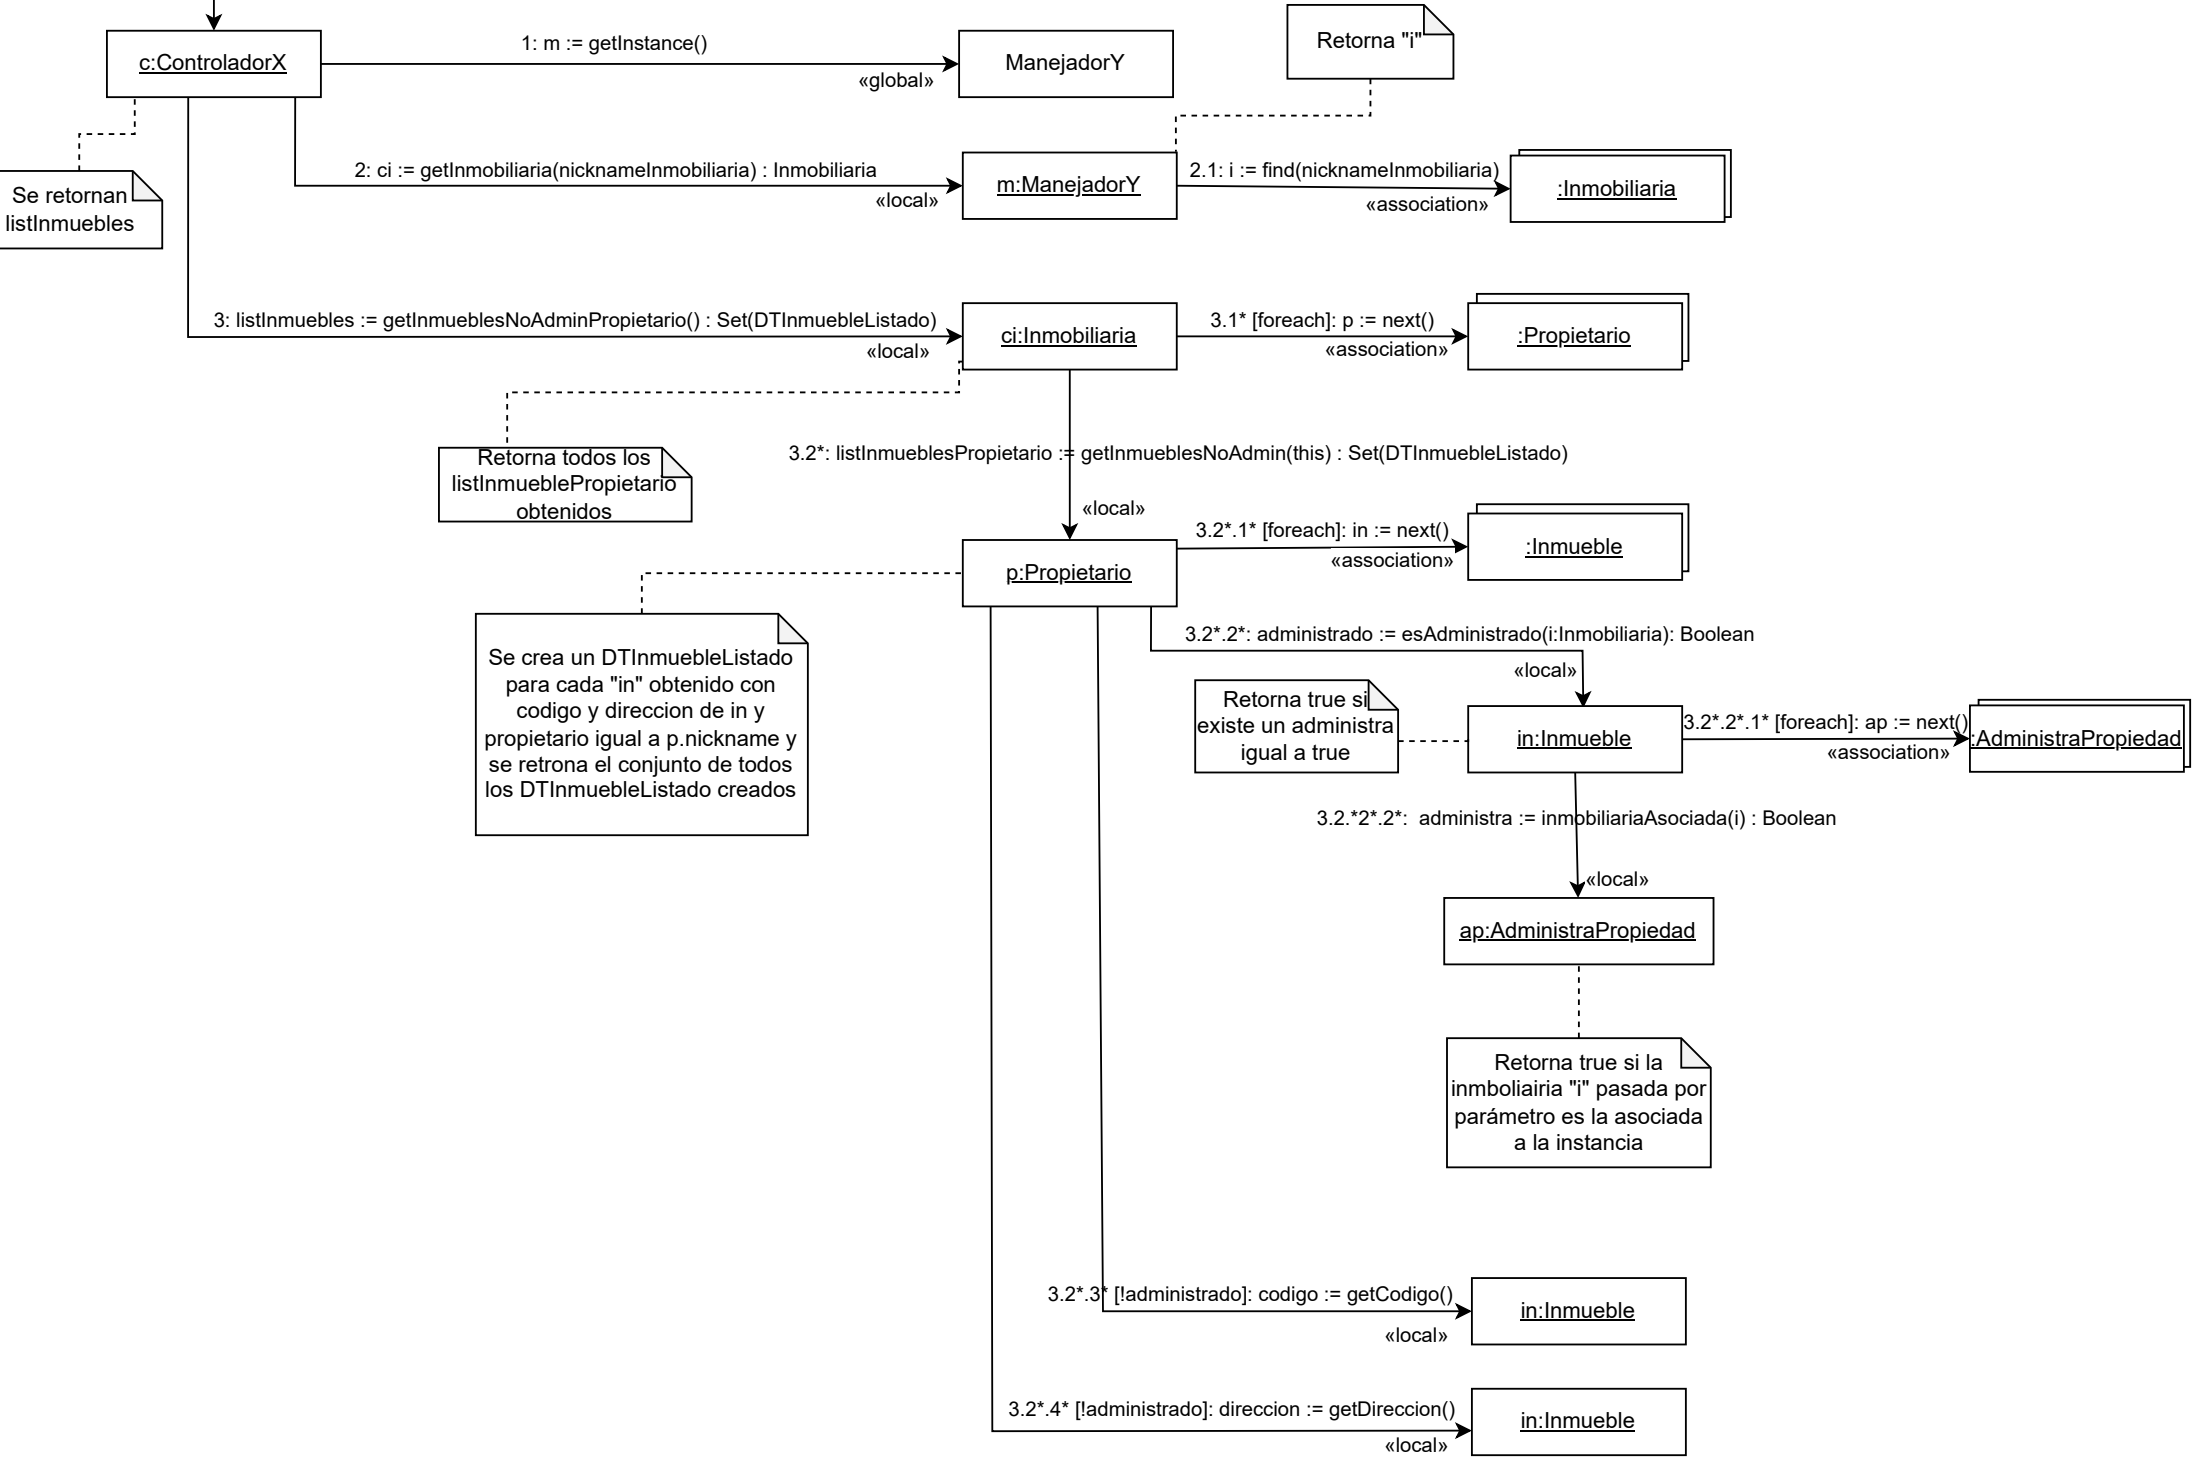 1: m := getInstance()
c:ControladorX
ManejadorY
«global»
Retorna "i"
Se retornan
listInmuebles
2: ci := getInmobiliaria(nicknameInmobiliaria) : Inmobiliaria
«local»
m:ManejadorY
2.1: i := find(nicknameInmobiliaria)
«association»
:Inmobiliaria
3: listInmuebles := getInmueblesNoAdminPropietario() : Set(DTInmuebleListado)
«local»
ci:Inmobiliaria
3.1* [foreach]: p := next()
«association»
:Propietario
Retorna todos los
listInmueblePropietario
obtenidos
3.2*: listInmueblesPropietario := getInmueblesNoAdmin(this) : Set(DTInmuebleListado)
«local»
p:Propietario
3.2*.1* [foreach]: in := next()
«association»
:Inmueble
Se crea un DTInmuebleListado
para cada "in" obtenido con
codigo y direccion de in y
propietario igual a p.nickname y
se retrona el conjunto de todos
los DTInmuebleListado creados
3.2*.2*: administrado := esAdministrado(i:Inmobiliaria): Boolean
«local»
Retorna true si
existe un administra
igual a true
in:Inmueble
3.2*.2*.1* [foreach]: ap := next()
«association»
:AdministraPropiedad
3.2.*2*.2*: administra := inmobiliariaAsociada(i) : Boolean
«local»
ap:AdministraPropiedad
Retorna true si la
inmboliairia "i" pasada por
parámetro es la asociada
a la instancia
3.2*.3* [!administrado]: codigo := getCodigo()
«local»
in:Inmueble
3.2*.4* [!administrado]: direccion := getDireccion()
«local»
in:Inmueble